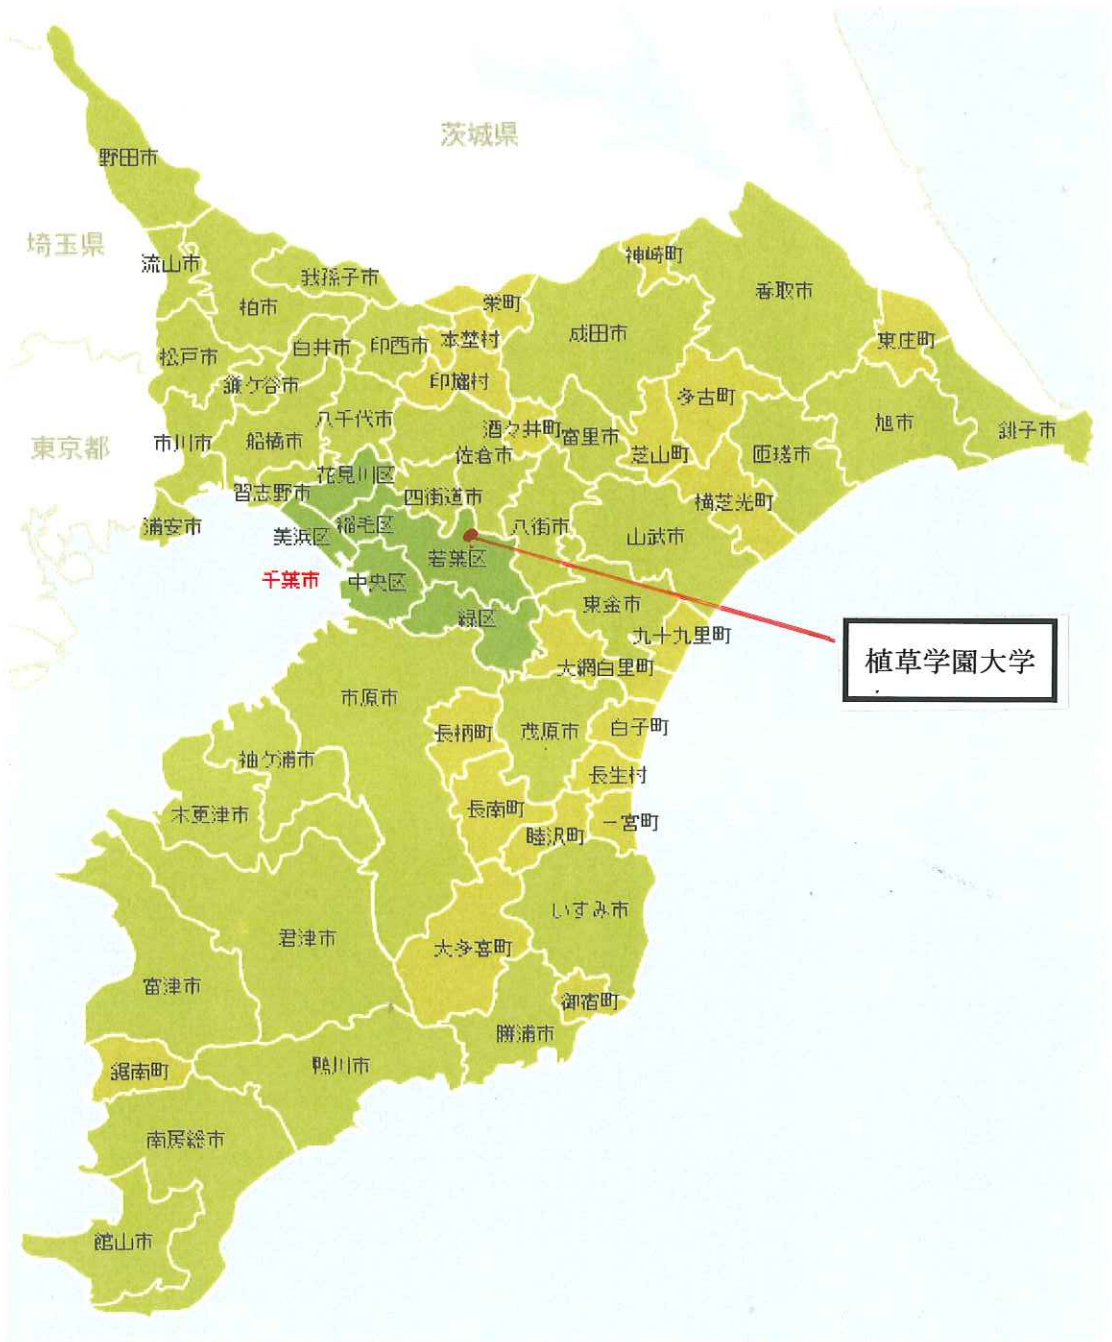 茨城県
野田市
埼玉県
流山市
我孫子市
神崎町
香取市
柏市
栄町
成田市
東庄町
松戸市
白井市
印西市
本埜村
鎌ケ谷市
印旛村
多古町
市川市
船橋市
八千代市
酒々井町
富里市
芝山町
匝瑳市
旭市
銚子市
東京都
佐倉市
花見川区
四街道市
習志野市
横芝光町
浦安市
美浜区
稲毛区
八街市
山武市
若葉区
千葉市
中央区
緑区
東金市
九十九里町
大網白里町
植草学園大学
市原市
長柄町
茂原市
白子町
袖ケ浦市
長生村
木更津市
長南町
睦沢町
一宮町
いすみ市
君津市
大多喜町
富津市
御宿町
勝浦市
鋸南町
鴨川市
南房総市
館山市